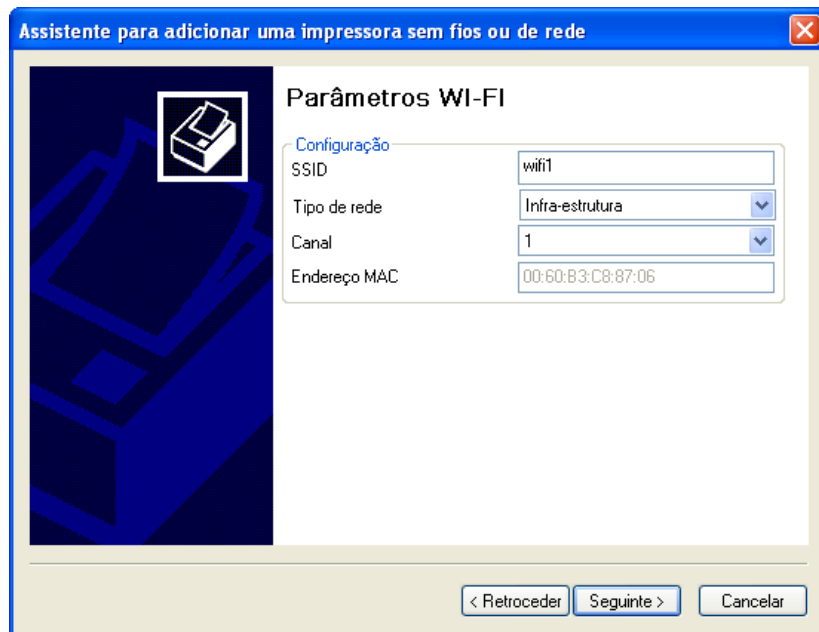 Assistente para adicionar uma impressora sem fios ou de rede
Parâmetros WI-FI
Configuração
SSID wifi1
Tipo de rede Infra-estrutura
Canal 1
Endereço MAC 00:60:B3:C8:87:06
< Retroceder Seguinte > Cancelar